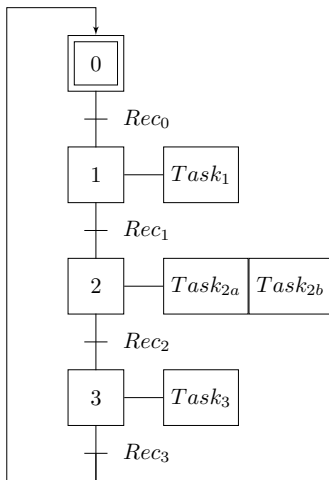 0
Rec₀
1 Task₁
Rec₁
2 Task₂ₐ Task₂b
Rec₂
3 Task₃
Rec₃